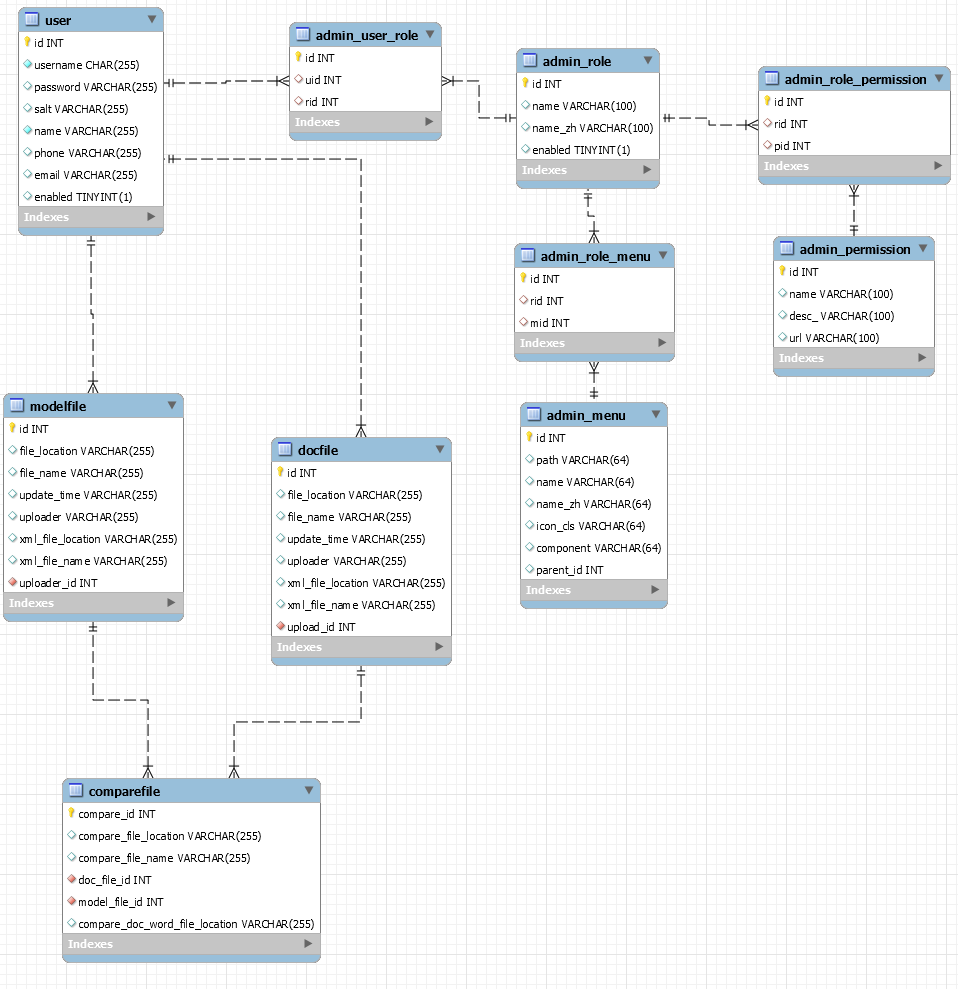 user
id INT
username CHAR(255)
password VARCHAR(255)
salt VARCHAR(255)
name VARCHAR(255)
phone VARCHAR(255)
email VARCHAR(255)
enabled TINYINT(1)
Indexes
admin_user_role
id INT
uid INT
rid INT
Indexes
admin_role
id INT
name VARCHAR(100)
name_zh VARCHAR(100)
enabled TINYINT(1)
Indexes
admin_role_permission
id INT
rid INT
pid INT
Indexes
admin_role_menu
id INT
rid INT
mid INT
Indexes
admin_permission
id INT
name VARCHAR(100)
desc_ VARCHAR(100)
url VARCHAR(100)
Indexes
modelfile
id INT
file_location VARCHAR(255)
file_name VARCHAR(255)
update_time VARCHAR(255)
uploader VARCHAR(255)
xml_file_location VARCHAR(255)
xml_file_name VARCHAR(255)
uploader_id INT
Indexes
docfile
id INT
file_location VARCHAR(255)
file_name VARCHAR(255)
update_time VARCHAR(255)
uploader VARCHAR(255)
xml_file_location VARCHAR(255)
xml_file_name VARCHAR(255)
upload_id INT
Indexes
admin_menu
id INT
path VARCHAR(64)
name VARCHAR(64)
name_zh VARCHAR(64)
icon_cls VARCHAR(64)
component VARCHAR(64)
parent_id INT
Indexes
comparefile
compare_id INT
compare_file_location VARCHAR(255)
compare_file_name VARCHAR(255)
doc_file_id INT
model_file_id INT
compare_doc_word_file_location VARCHAR(255)
Indexes